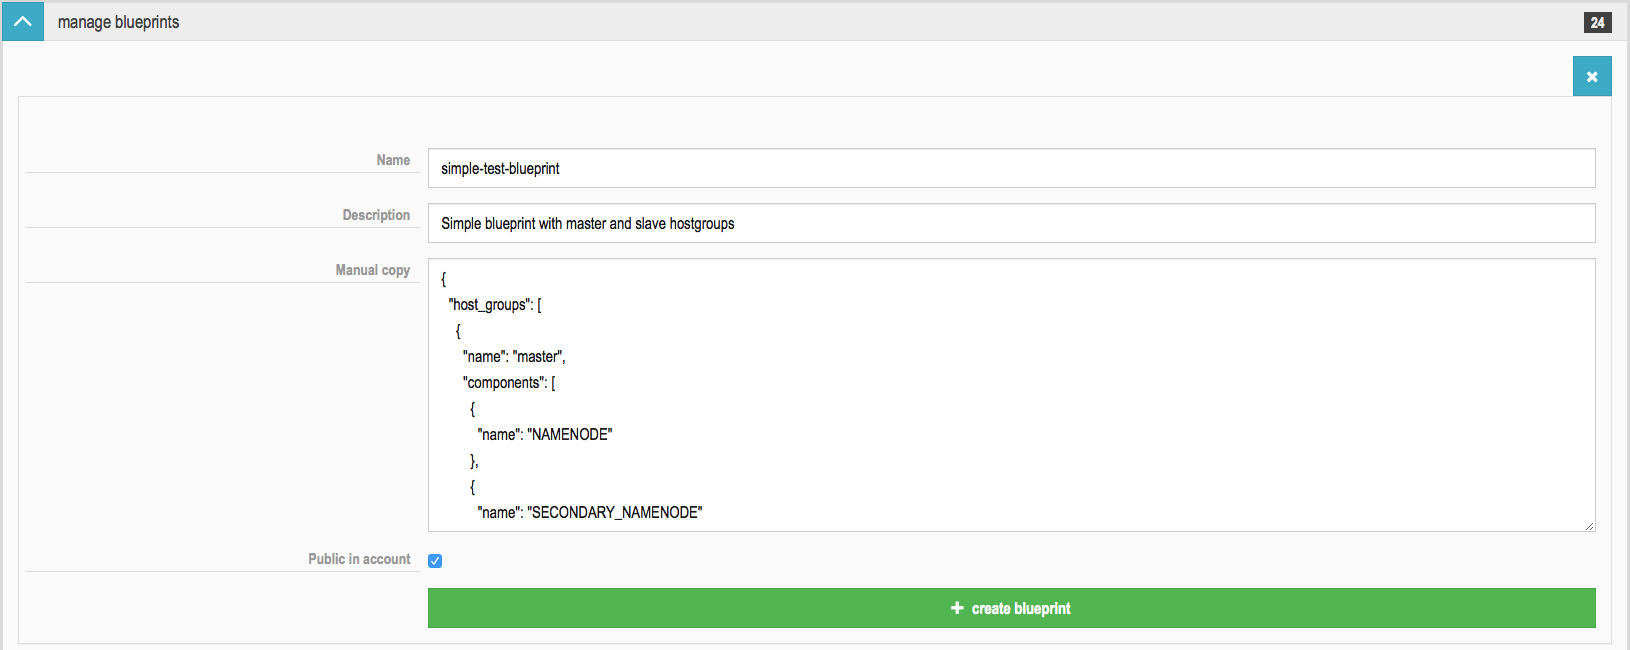 manage blueprints
24
Name
simple-test-blueprint
Description
Simple blueprint with master and slave hostgroups
Manual copy
{
"host_groups": [
{
"name": "master",
"components": [
{
"name": "NAMENODE"
},
{
"name": "SECONDARY_NAMENODE"
Public in account
create blueprint